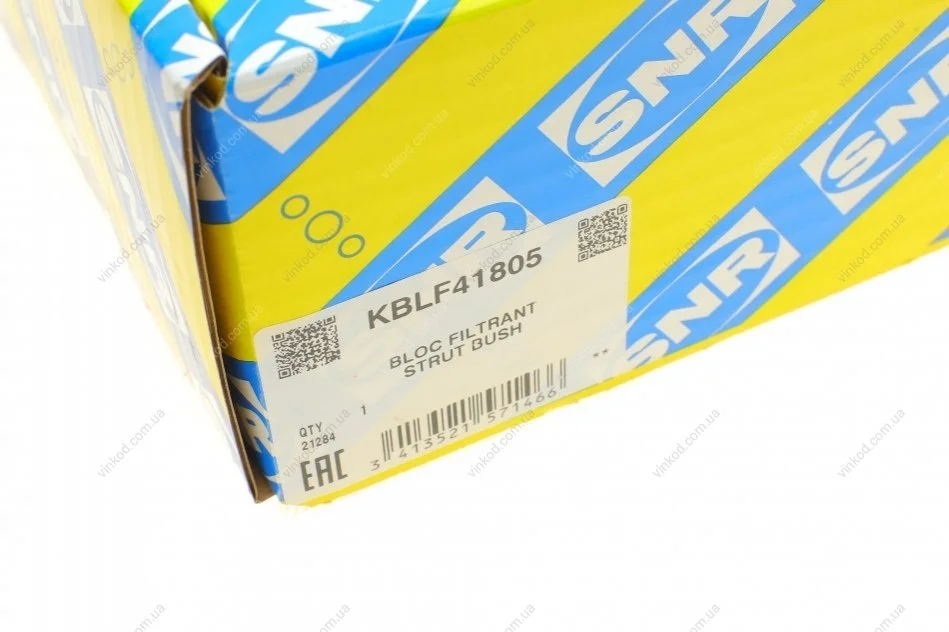 SNR
SNR
SNR
SNR
KBLF41805
BLOC FILTRANT
STRUT BUSH
**
QTY 1
21284
3 413521 571466
EAC
vinkod.com.ua